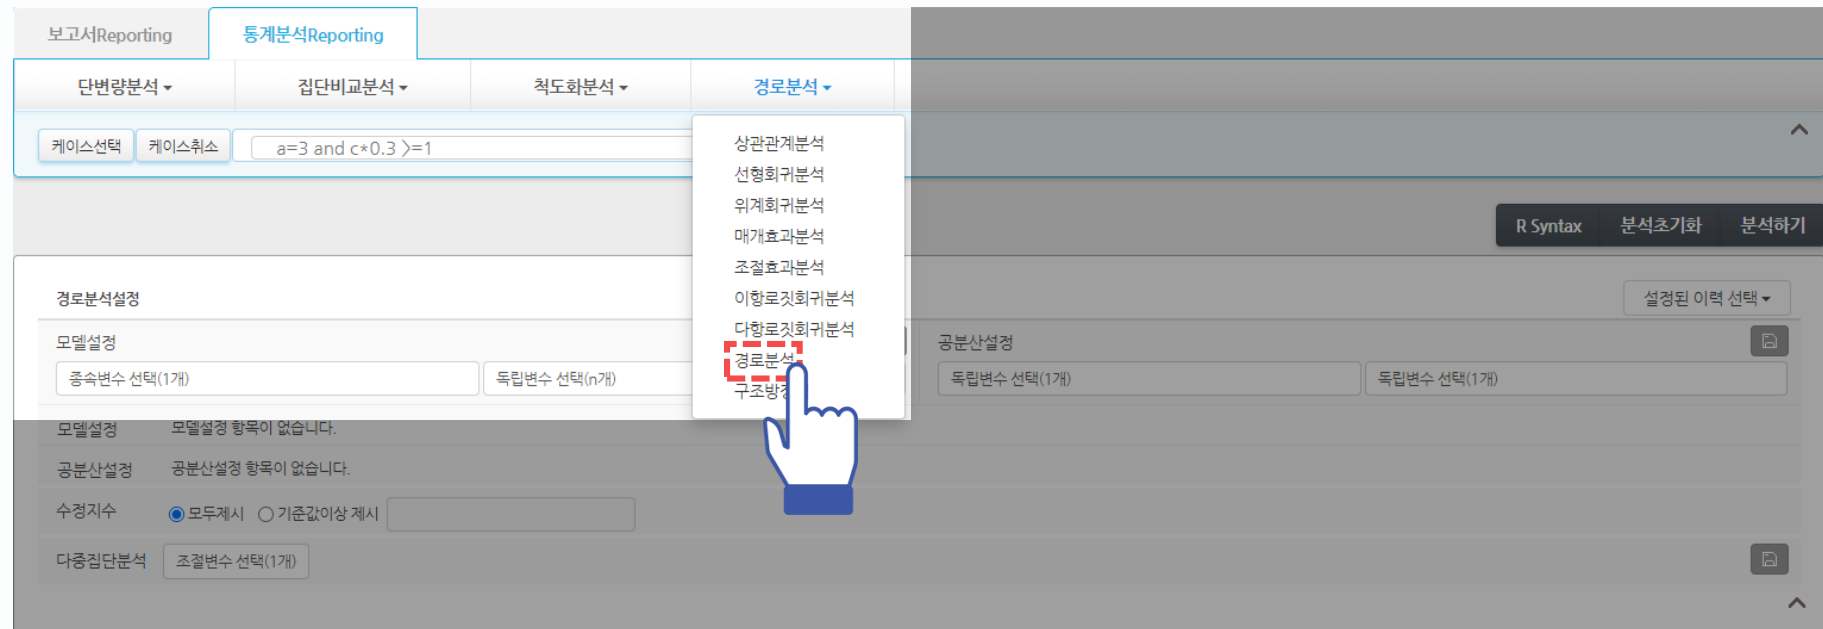 보고서Reporting
통계분석Reporting
단변량분석
집단비교분석
척도화분석
경로분석
케이스선택
케이스취소
a=3 and c*0.3 >=1
상관관계분석
선형회귀분석
위계회귀분석
매개효과분석
조절효과분석
이항로짓회귀분석
다항로짓회귀분석
경로분석
구조방정
R Syntax
분석초기화
분석하기
경로분석설정
설정된 이력 선택
모델설정
공분산설정
종속변수 선택(1개)
독립변수 선택(n개)
독립변수 선택(1개)
독립변수 선택(1개)
모델설정
모델설정 항목이 없습니다.
공분산설정
공분산설정 항목이 없습니다.
수정지수
모두제시
기준값이상 제시
다중집단분석
조절변수 선택(1개)